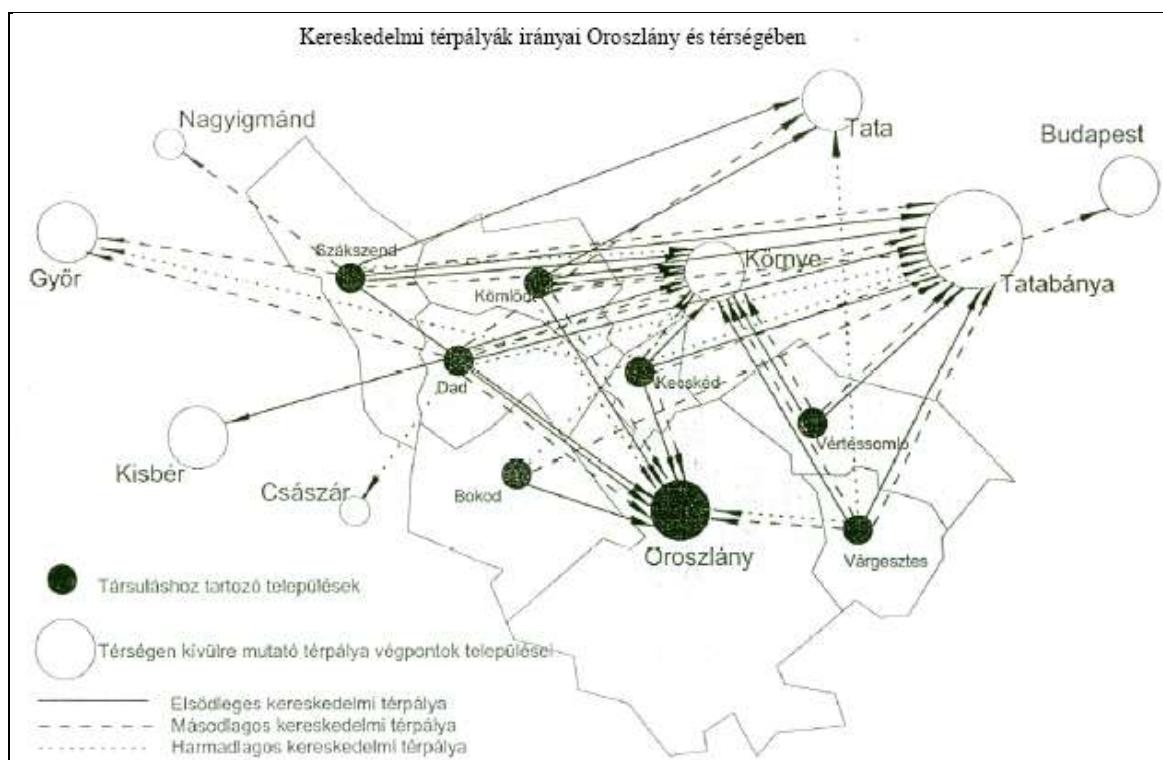 Kereskedelmi térpályák irányai Oroszlány és térségében
Nagyigmánd
Tata
Budapest
Győr
Szákszend
Kömlőd
Környe
Tatabánya
Dad
Kecskéd
Kisbér
Császár
Bokod
Vértéssomló
Oroszlány
Várgesztes
Társuláshoz tartozó települések
Térségen kívülre mutató térpálya végpontok települései
Elsődleges kereskedelmi térpálya
Másodlagos kereskedelmi térpálya
Harmadlagos kereskedelmi térpálya